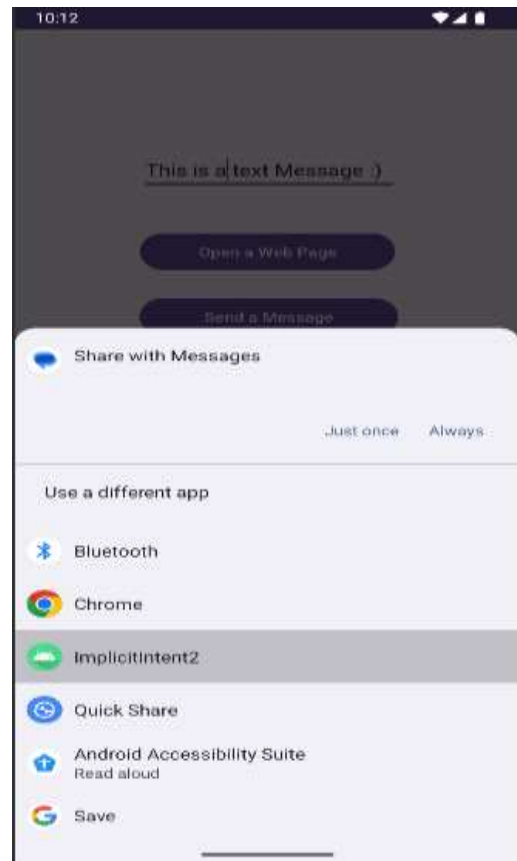 10:12
This is a text Message :)
Open a Web Page
Send a Message
Share with Messages
Just once Always
Use a different app
Bluetooth
Chrome
ImplicitIntent2
Quick Share
Android Accessibility Suite
Read aloud
Save